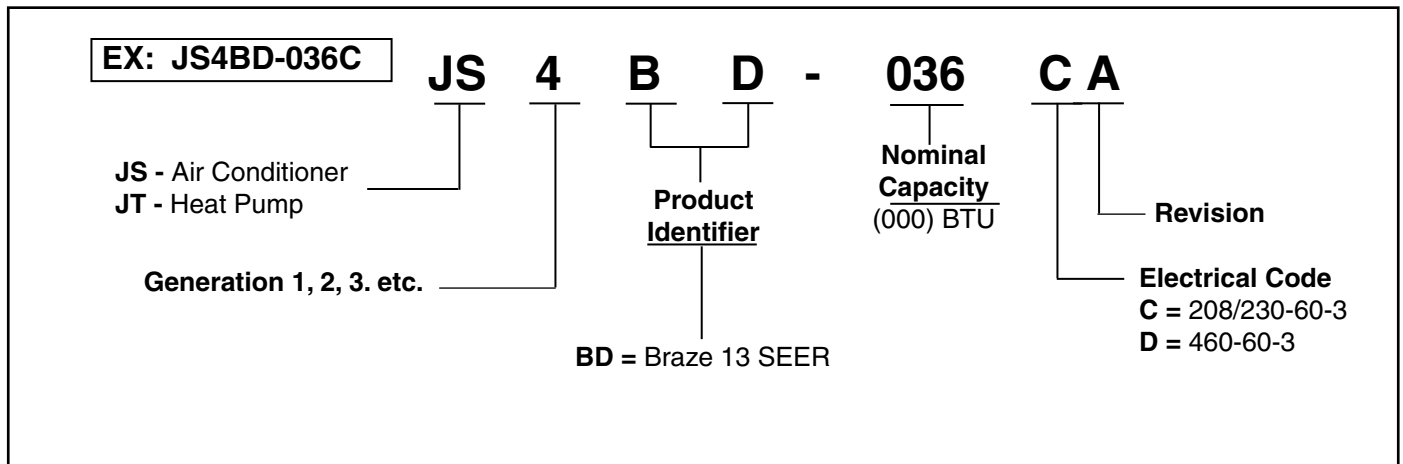 EX: JS4BD-036C
JS 4 B D - 036 C A
JS - Air Conditioner
JT - Heat Pump
Generation 1, 2, 3. etc.
Product
Identifier
BD = Braze 13 SEER
Nominal
Capacity
(000) BTU
Revision
Electrical Code
C = 208/230-60-3
D = 460-60-3